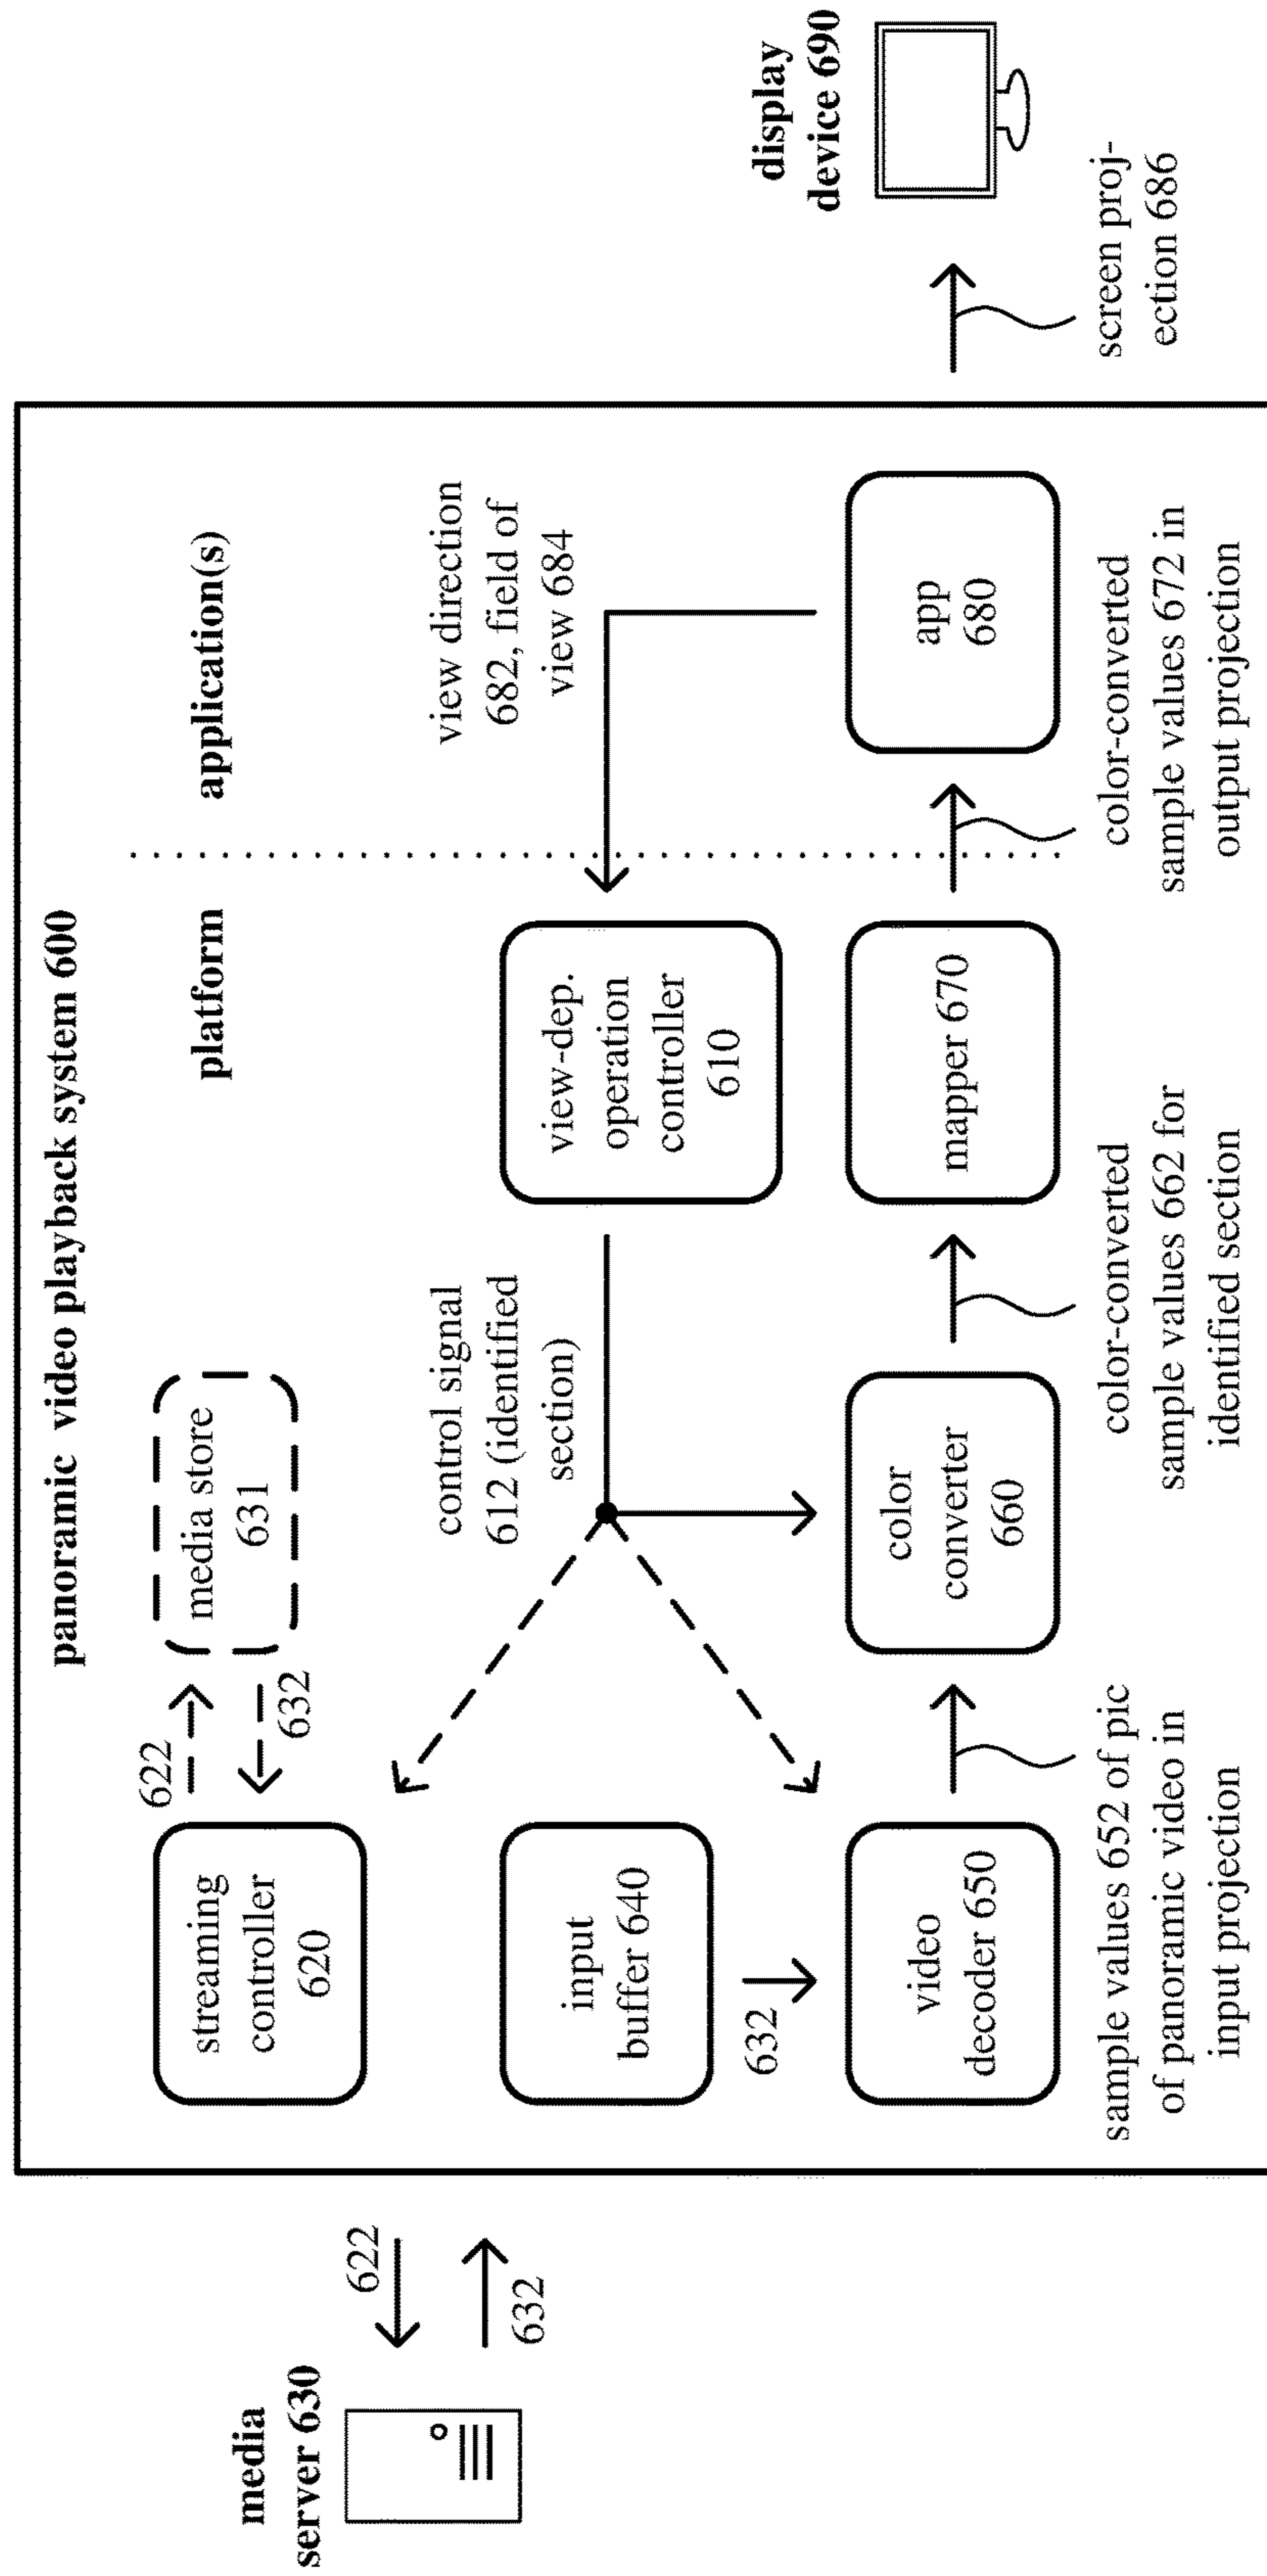 panoramic video playback system 600
platform
application(s)
media
server 630
622
632
streaming
controller
620
622
632
media store
631
input
buffer 640
632
video
decoder 650
control signal
612 (identified
section)
view-dep.
operation
controller
610
view direction
682, field of
view 684
color
converter
660
mapper 670
app
680
display
device 690
sample values 652 of pic
of panoramic video in
input projection
color-converted
sample values 662 for
identified section
color-converted
sample values 672 in
output projection
screen proj-
ection 686